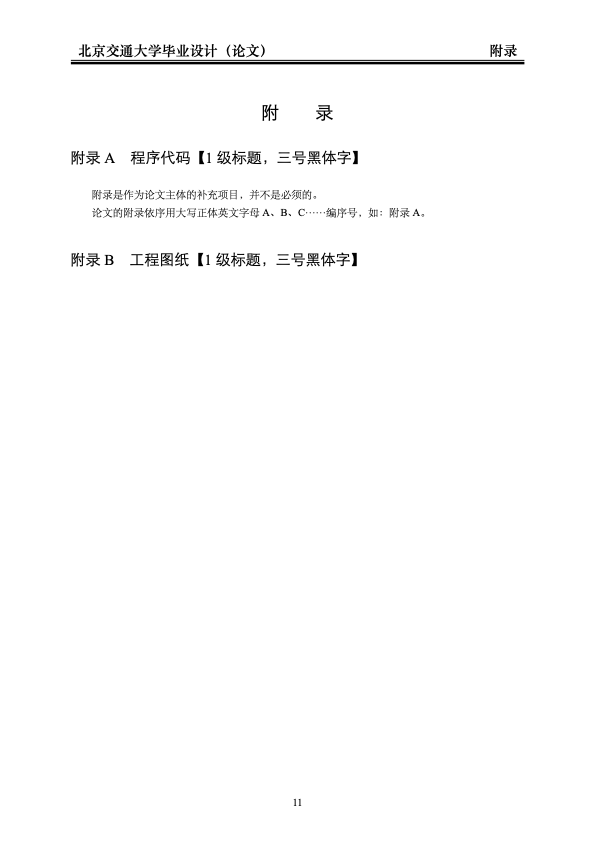 北京交通大学毕业设计（论文） 附录
附 录
附录 A 程序代码【1 级标题，三号黑体字】
附录是作为论文主体的补充项目，并不是必须的。
论文的附录依序用大写正体英文字母 A、B、C……编序号，如：附录 A。
附录 B 工程图纸【1 级标题，三号黑体字】
11